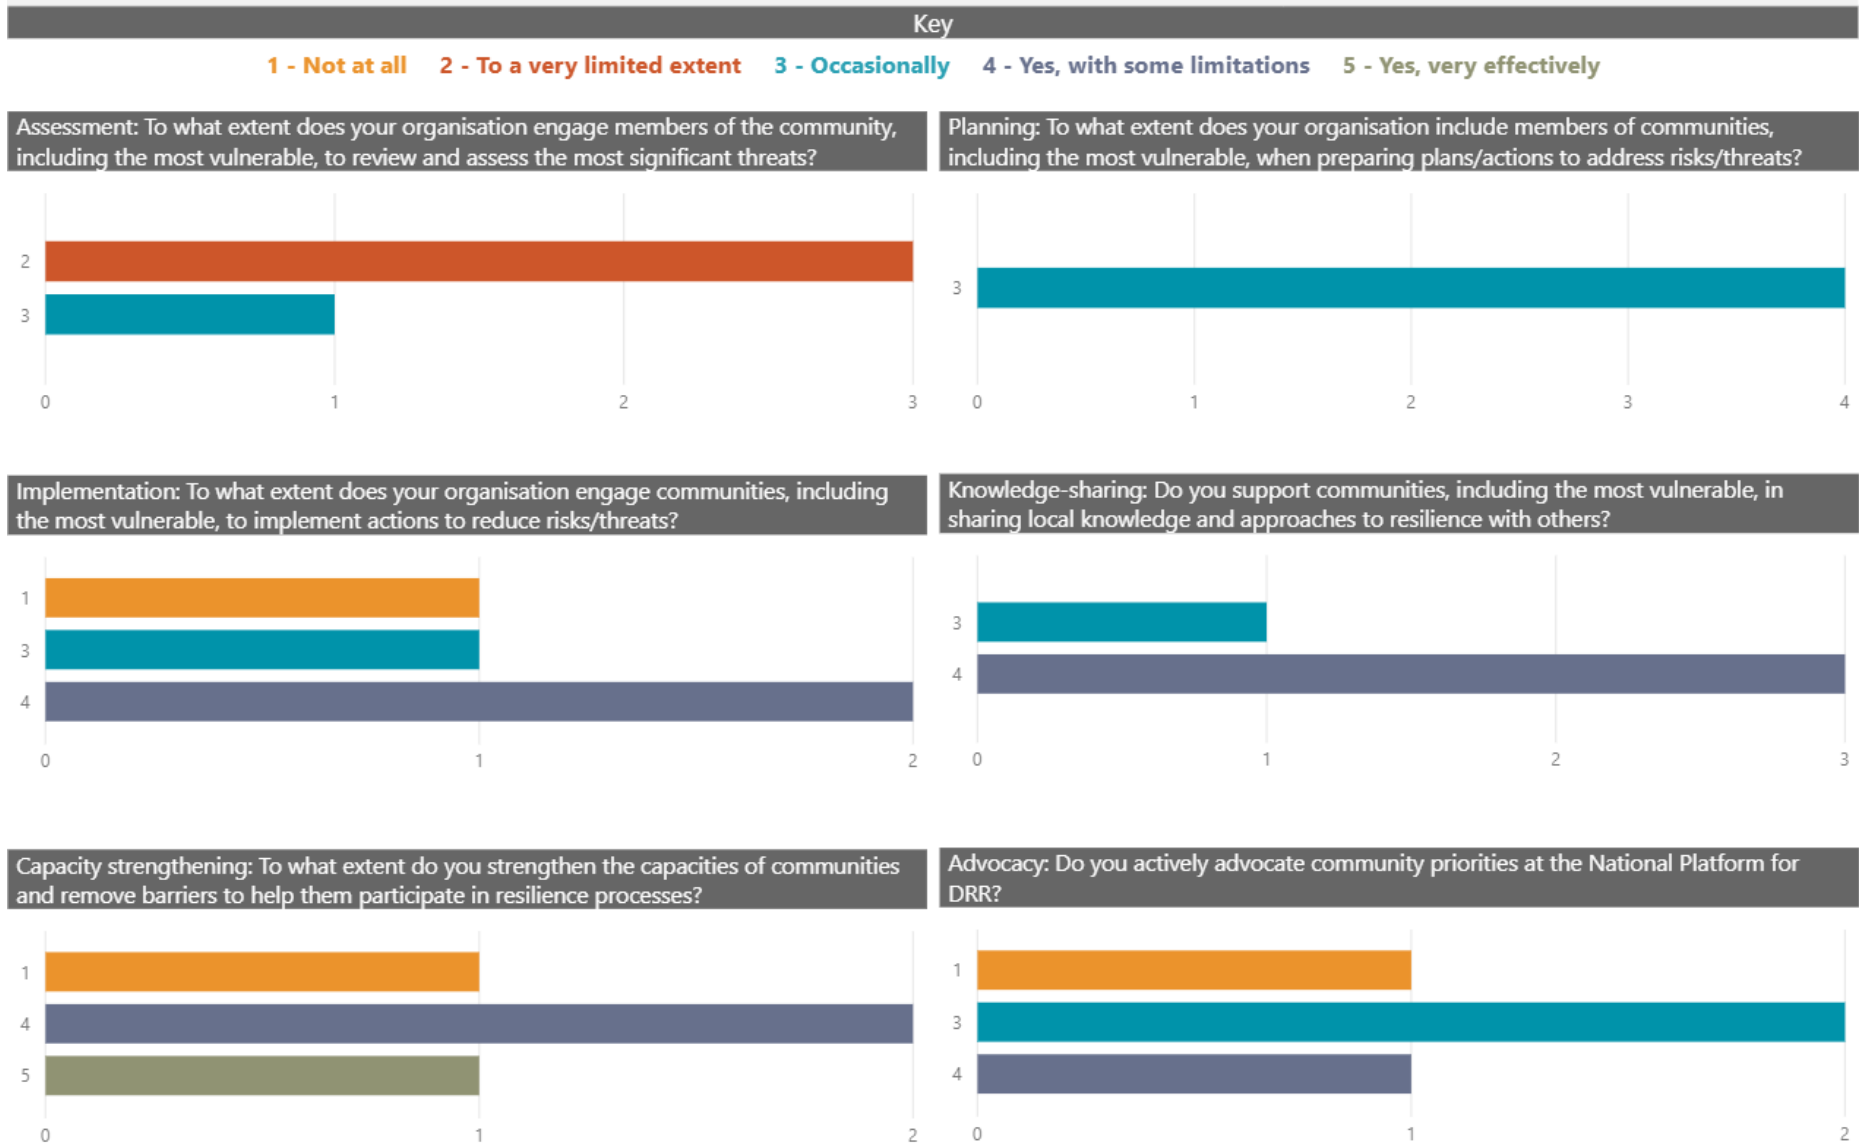 Key
1 - Not at all 2 - To a very limited extent 3 - Occasionally 4 - Yes, with some limitations 5 - Yes, very effectively
Assessment: To what extent does your organisation engage members of the community,
including the most vulnerable, to review and assess the most significant threats?
2
3
0 1 2 3
Planning: To what extent does your organisation include members of communities,
including the most vulnerable, when preparing plans/actions to address risks/threats?
3
0 1 2 3 4
Implementation: To what extent does your organisation engage communities, including
the most vulnerable, to implement actions to reduce risks/threats?
1
3
4
0 1 2
Knowledge-sharing: Do you support communities, including the most vulnerable, in
sharing local knowledge and approaches to resilience with others?
3
4
0 1 2 3
Capacity strengthening: To what extent do you strengthen the capacities of communities
and remove barriers to help them participate in resilience processes?
1
4
5
0 1 2
Advocacy: Do you actively advocate community priorities at the National Platform for
DRR?
1
3
4
0 1 2